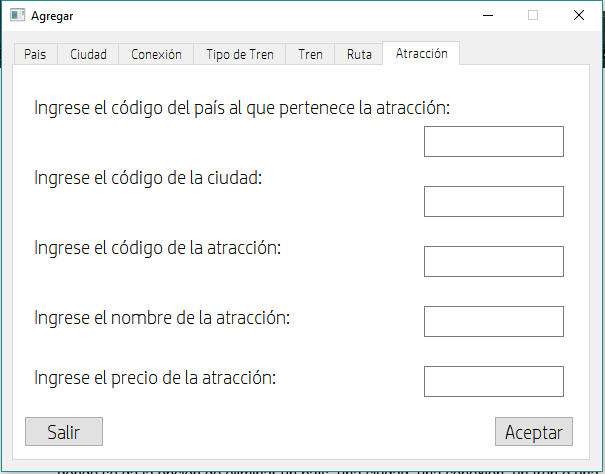 Agregar
Pais Ciudad Conexión Tipo de Tren Tren Ruta Atracción
Ingrese el código del país al que pertenece la atracción:
Ingrese el código de la ciudad:
Ingrese el código de la atracción:
Ingrese el nombre de la atracción:
Ingrese el precio de la atracción:
Salir Aceptar